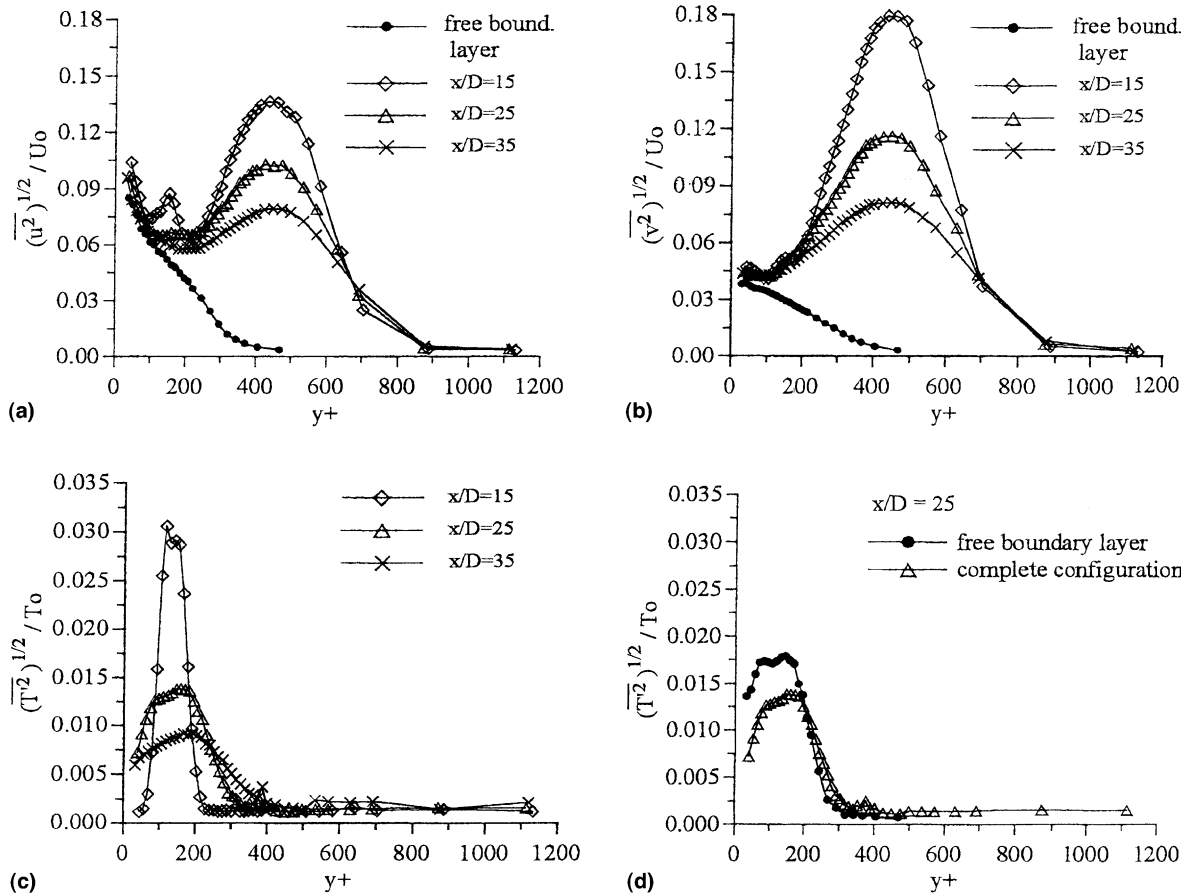 0.18
0.15
0.12
0.09
0.06
0.03
0.00
(u²)^1/2 / Uo
0 200 400 600 800 1000 1200
y+
free bound.
layer
x/D=15
x/D=25
x/D=35
(a)
0.18
0.15
0.12
0.09
0.06
0.03
0.00
(v²)^1/2 / Uo
0 200 400 600 800 1000 1200
y+
free bound.
layer
x/D=15
x/D=25
x/D=35
(b)
0.035
0.030
0.025
0.020
0.015
0.010
0.005
0.000
(T'²)^1/2 / To
0 200 400 600 800 1000 1200
y+
x/D=15
x/D=25
x/D=35
(c)
0.035
0.030
0.025
0.020
0.015
0.010
0.005
0.000
(T'²)^1/2 / To
0 200 400 600 800 1000 1200
y+
x/D = 25
free boundary layer
complete configuration
(d)